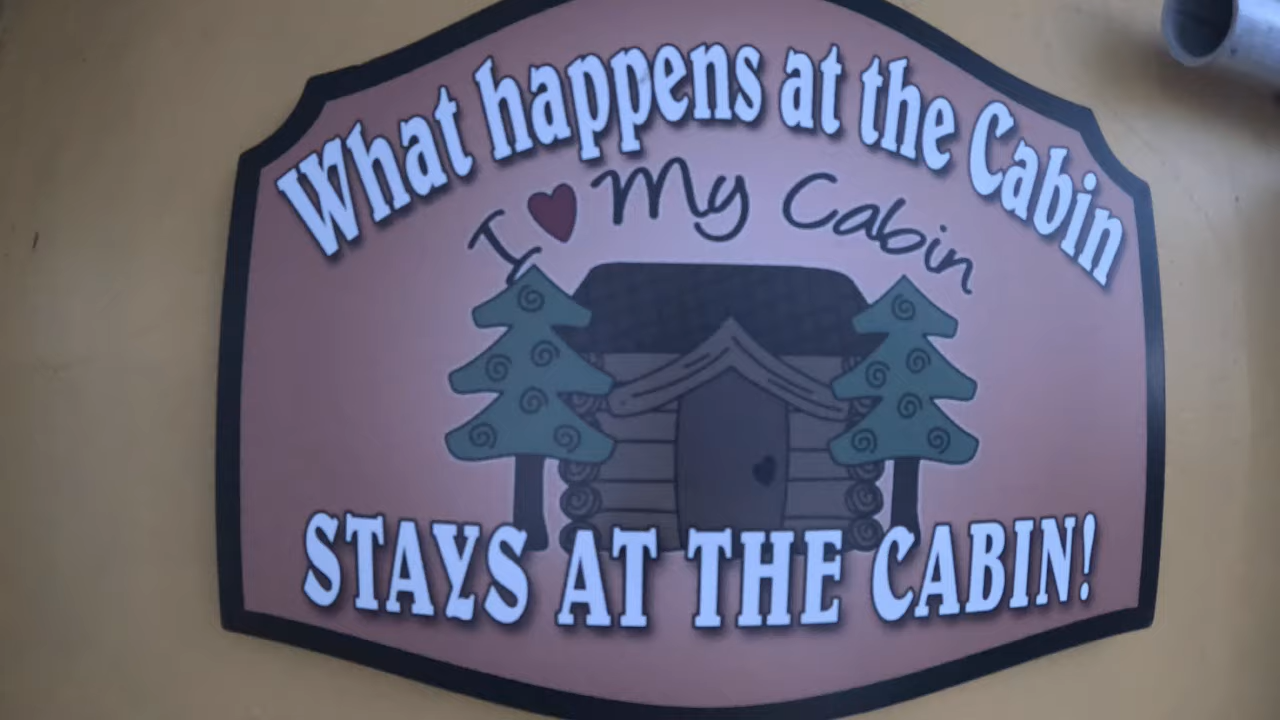 What happens at the Cabin
I ♥ My Cabin
STAYS AT THE CABIN!